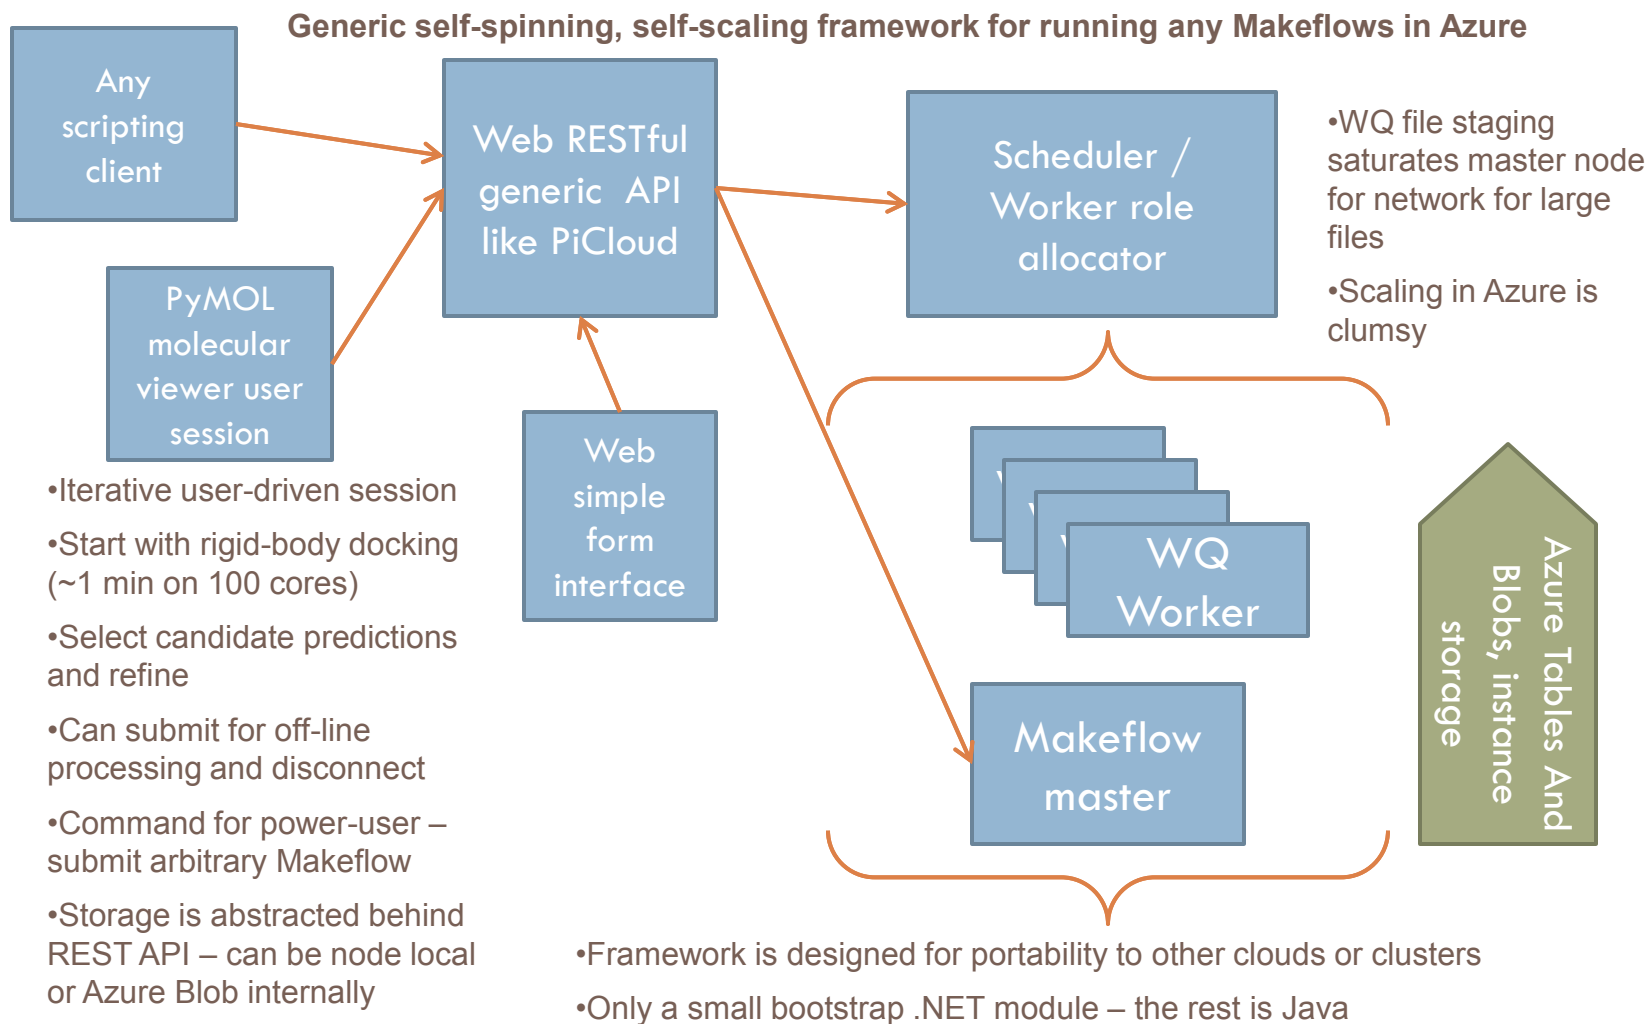 Generic self-spinning, self-scaling framework for running any Makeflows in Azure
Any
scripting
client
Web RESTful
generic API
like PiCloud
Scheduler /
Worker role
allocator
•WQ file staging
saturates master node
for network for large
files
•Scaling in Azure is
clumsy
PyMOL
molecular
viewer user
session
Web
simple
form
interface
•Iterative user-driven session
•Start with rigid-body docking
(~1 min on 100 cores)
•Select candidate predictions
and refine
•Can submit for off-line
processing and disconnect
•Command for power-user –
submit arbitrary Makeflow
•Storage is abstracted behind
REST API – can be node local
or Azure Blob internally
WQ
Worker
Makeflow
master
Azure Tables And
Blobs, instance
storage
•Framework is designed for portability to other clouds or clusters
•Only a small bootstrap .NET module – the rest is Java